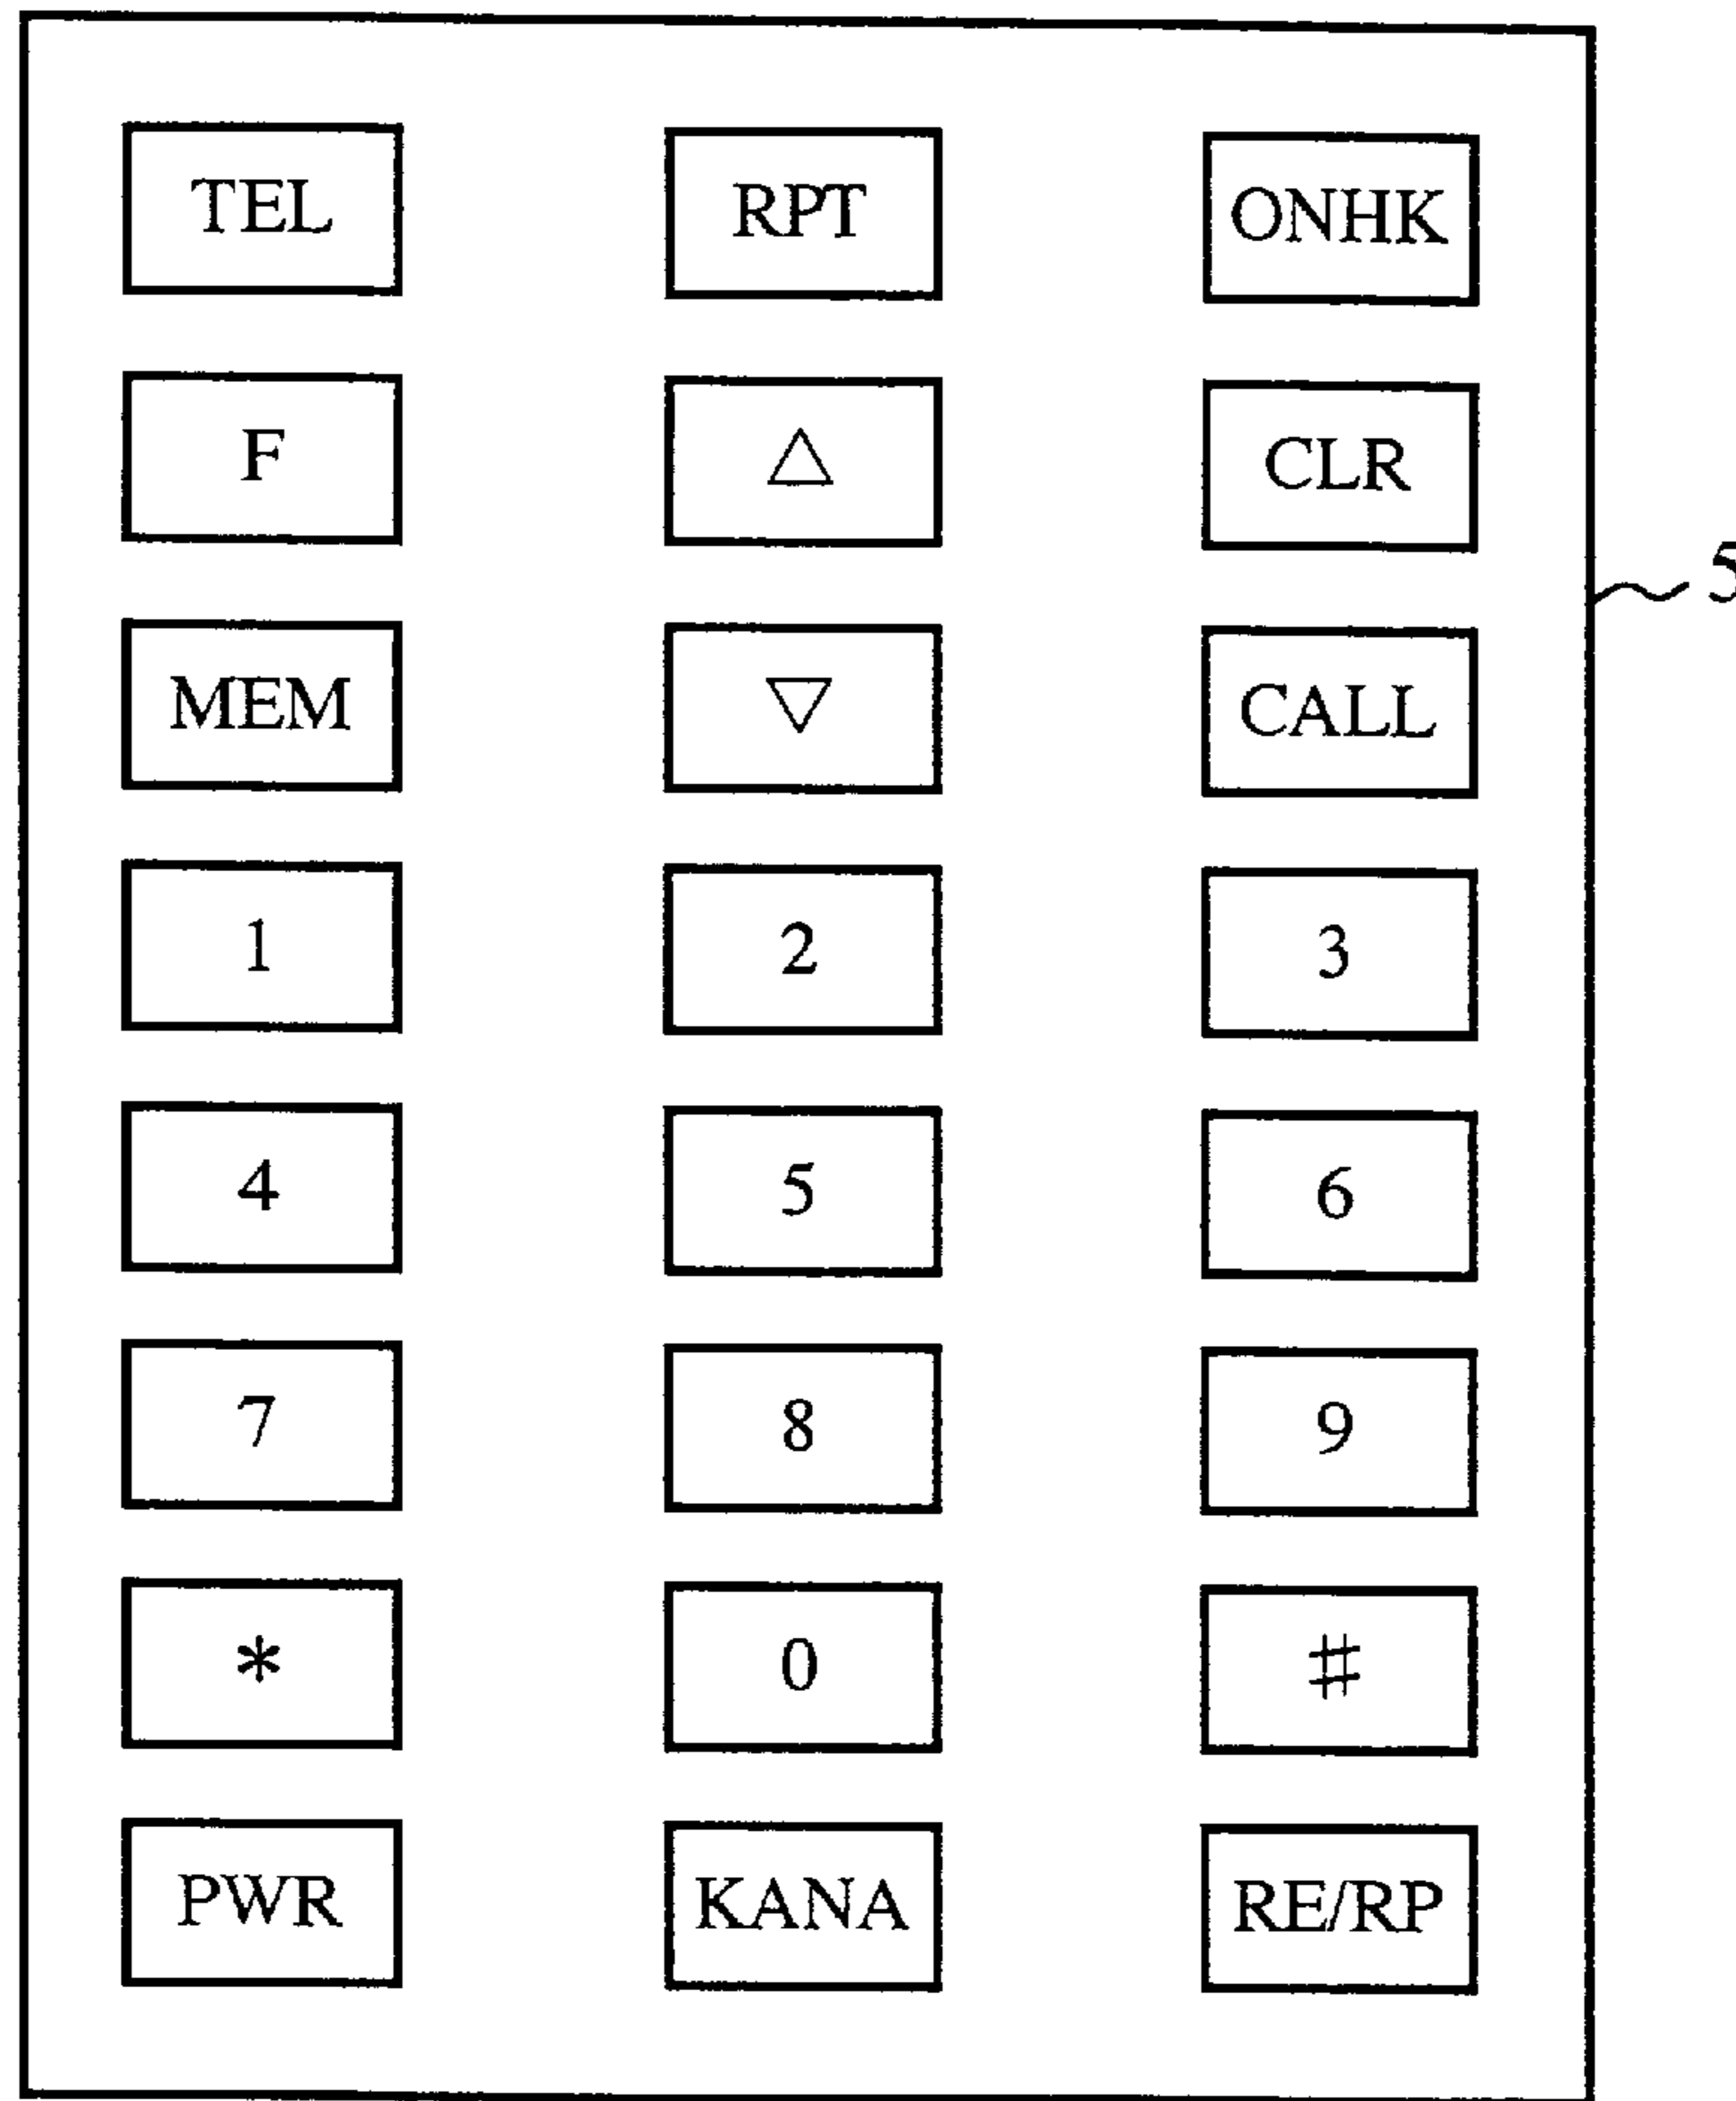 TEL RPT ONHK
F △ CLR
MEM ▽ CALL
1 2 3
4 5 6
7 8 9
* 0 #
PWR KANA RE/RP
5